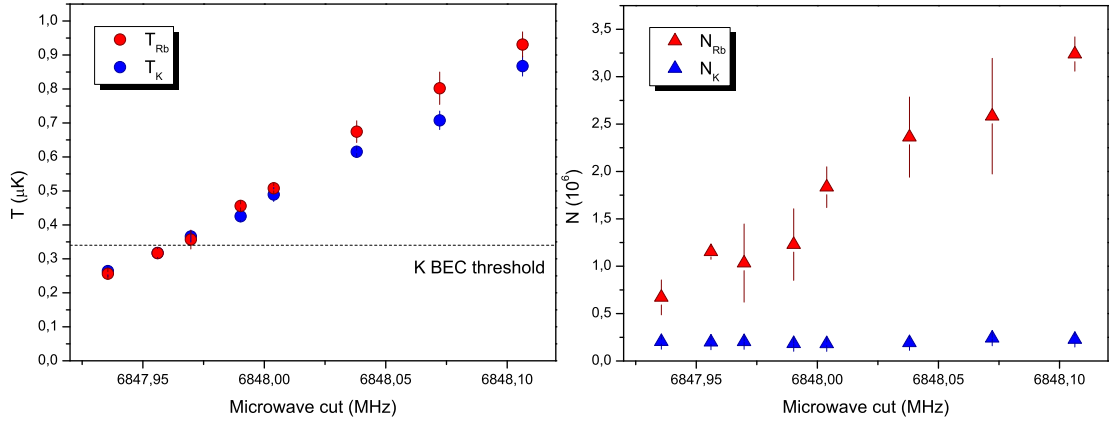 1,0
0,9
0,8
0,7
0,6
0,5
0,4
0,3
0,2
0,1
0,0
T (μK)
T_Rb
T_K
K BEC threshold
6847,95 6848,00 6848,05 6848,10
Microwave cut (MHz)
3,5
3,0
2,5
2,0
1,5
1,0
0,5
0,0
N (10^6)
N_Rb
N_K
6847,95 6848,00 6848,05 6848,10
Microwave cut (MHz)